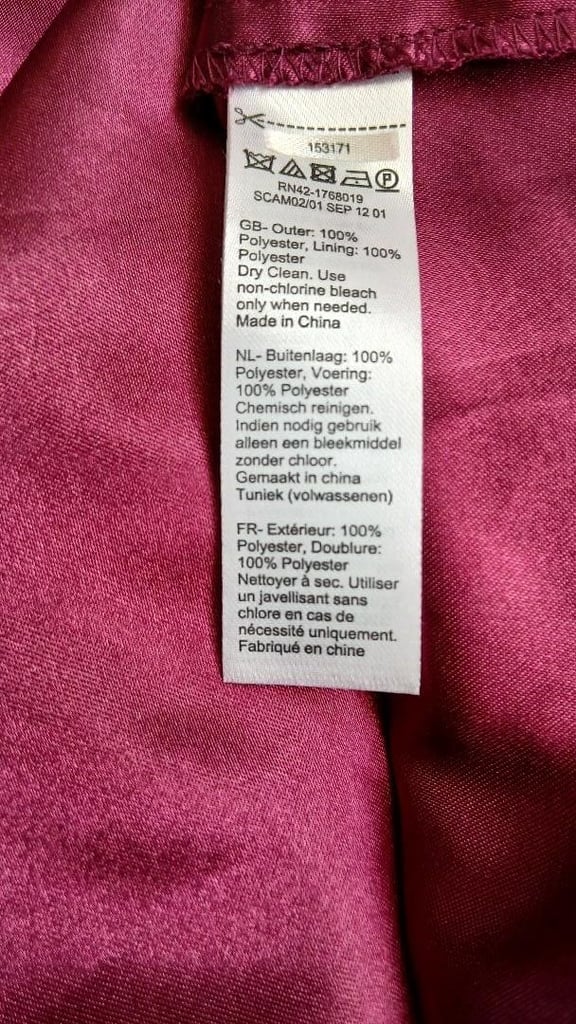 153171
P
RN42-1768019
SCAM02/01 SEP 12 01
GB- Outer: 100%
Polyester, Lining: 100%
Polyester
Dry Clean. Use
non-chlorine bleach
only when needed.
Made in China
NL- Buitenlaag: 100%
Polyester, Voering:
100% Polyester
Chemisch reinigen.
Indien nodig gebruik
alleen een bleekmiddel
zonder chloor.
Gemaakt in china
Tuniek (volwassenen)
FR- Extérieur: 100%
Polyester, Doublure:
100% Polyester
Nettoyer à sec. Utiliser
un javellisant sans
chlore en cas de
nécessité uniquement.
Fabriqué en chine